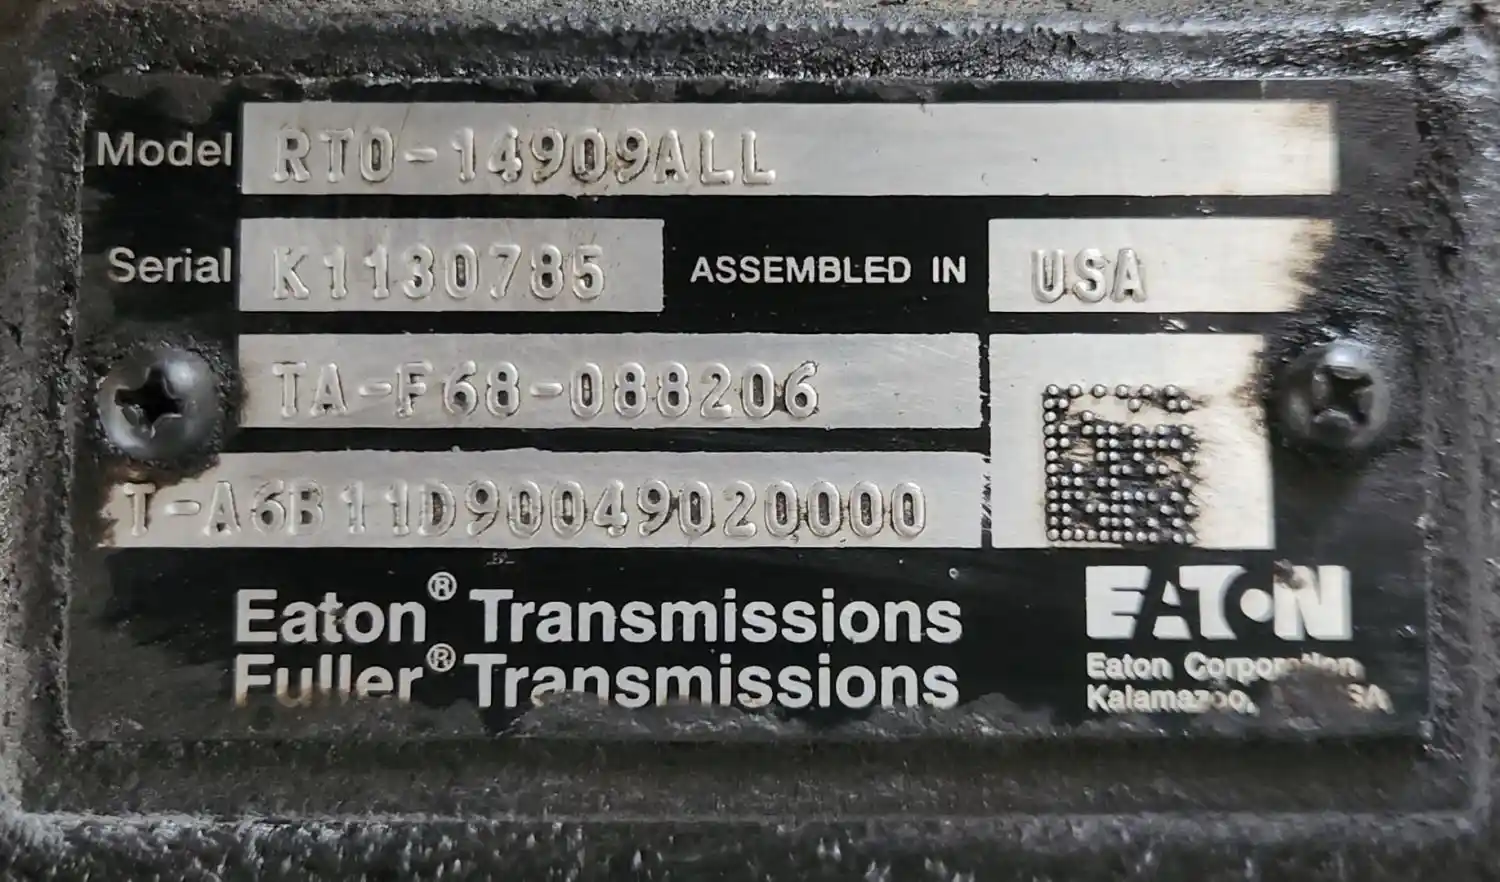 Model RTO-14909ALL
Serial K1130785 ASSEMBLED IN USA
TA-F68-088206
T-A6B11D90049020000
Eaton® Transmissions
Fuller® Transmissions
EATON
Eaton Corporation
Kalamazoo,